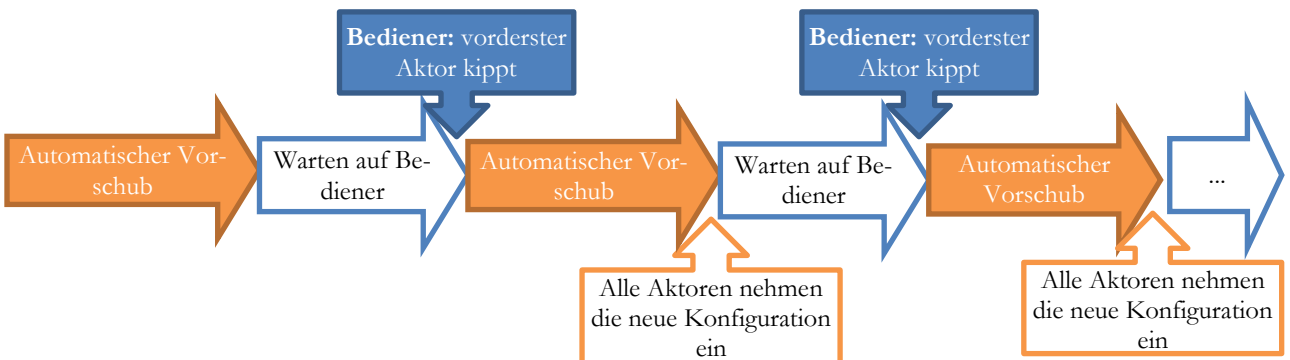 Bediener: vorderster
Aktor kippt
Bediener: vorderster
Aktor kippt
Automatischer Vor-
schub
Warten auf Be-
diener
Automatischer Vor-
schub
Warten auf Be-
diener
Automatischer
Vorschub
...
Alle Aktoren nehmen
die neue Konfiguration
ein
Alle Aktoren nehmen
die neue Konfiguration
ein